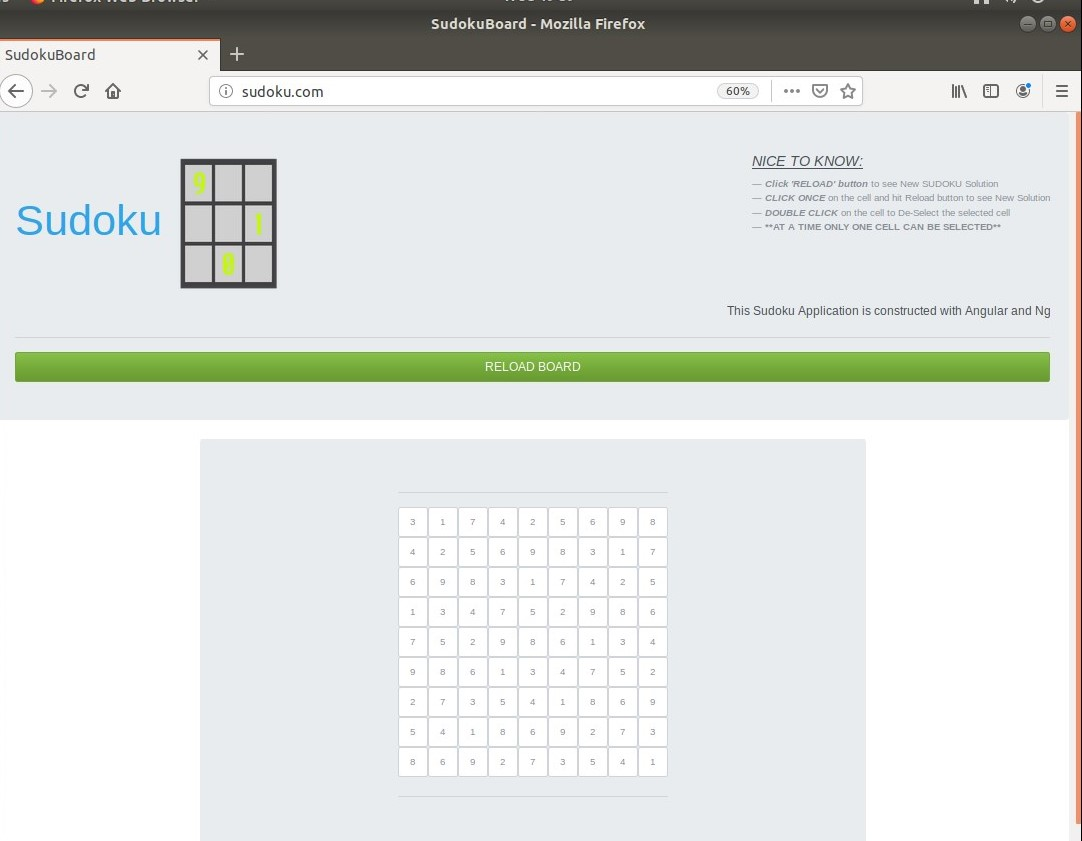 SudokuBoard - Mozilla Firefox
SudokuBoard
sudoku.com
60%
Sudoku
9
1
0
NICE TO KNOW:
— Click 'RELOAD' button to see New SUDOKU Solution
— CLICK ONCE on the cell and hit Reload button to see New Solution
— DOUBLE CLICK on the cell to De-Select the selected cell
— **AT A TIME ONLY ONE CELL CAN BE SELECTED**
This Sudoku Application is constructed with Angular and Ng
RELOAD BOARD
3 1 7 4 2 5 6 9 8
4 2 5 6 9 8 3 1 7
6 9 8 3 1 7 4 2 5
1 3 4 7 5 2 9 8 6
7 5 2 9 8 6 1 3 4
9 8 6 1 3 4 7 5 2
2 7 3 5 4 1 8 6 9
5 4 1 8 6 9 2 7 3
8 6 9 2 7 3 5 4 1